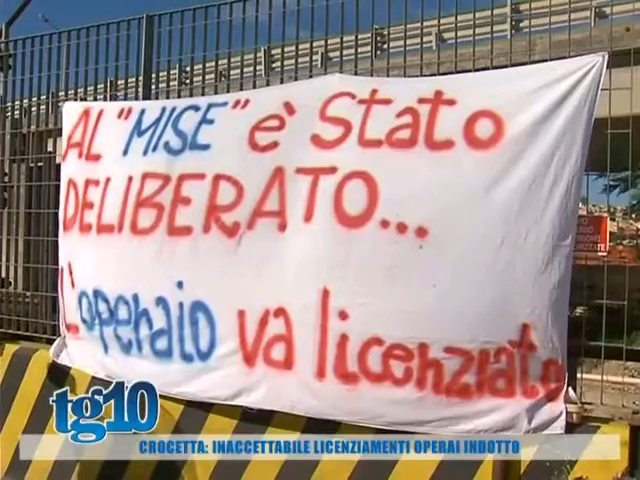 AL "MISE" è Stato
DELIBERATO...
L'operaio va licenziato
tg10
CROCETTA: INACCETTABILE LICENZIAMENTI OPERAI INDOTTO